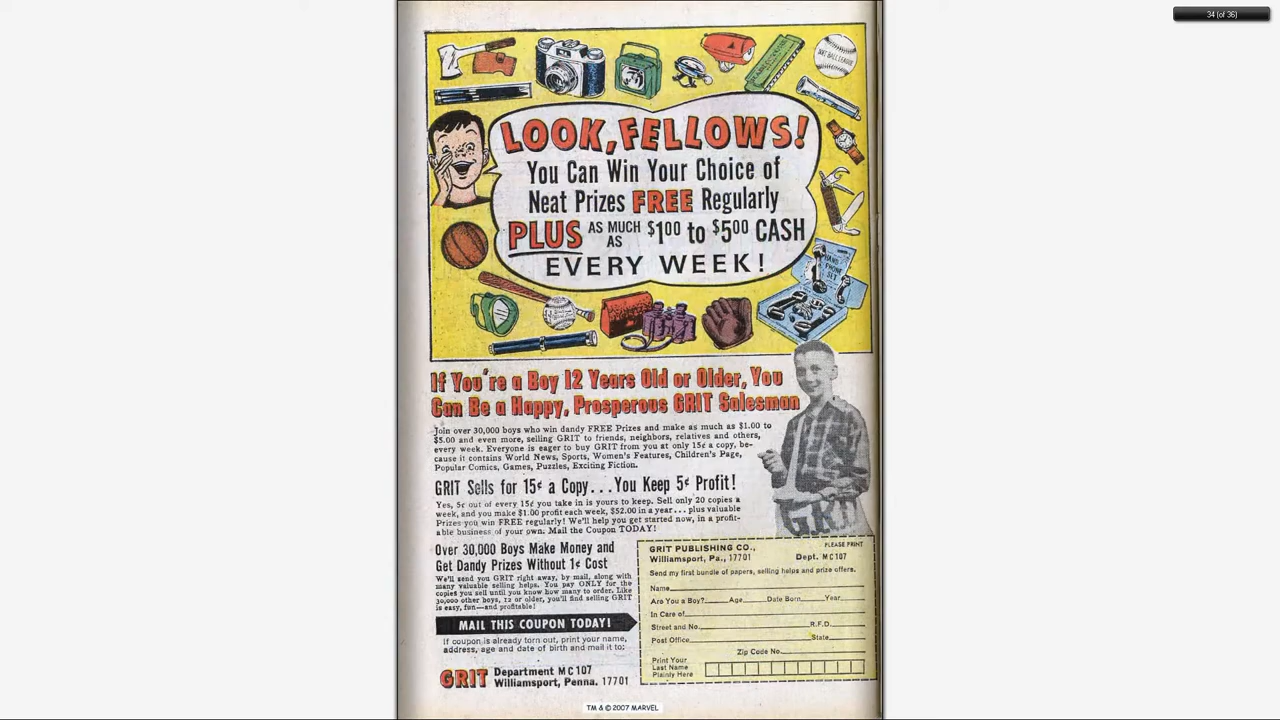 34 (of 36)
LOOK, FELLOWS!
You Can Win Your Choice of
Neat Prizes FREE Regularly
PLUS AS MUCH AS $1.00 to $5.00 CASH
EVERY WEEK!
HAND PHONE SET
If You're a Boy 12 Years Old or Older, You
Can Be a Happy, Prosperous GRIT Salesman
Join over 30,000 boys who win dandy FREE Prizes and make as much as $1.00 to
$5.00 and even more, selling GRIT to friends, neighbors, relatives and others,
every week. Everyone is eager to buy GRIT from you at only 15¢ a copy, be-
cause it contains World News, Sports, Women's Features, Children's Page,
Popular Comics, Games, Puzzles, Exciting Fiction.
GRIT Sells for 15¢ a Copy...You Keep 5¢ Profit!
Yes, 5¢ out of every 15¢ you take in is yours to keep. Sell only 20 copies a
week, and you make $1.00 profit each week, $52.00 in a year... plus valuable
Prizes you win FREE regularly! We'll help you get started now, in a profit-
able business of your own. Mail the Coupon TODAY!
GRIT
Over 30,000 Boys Make Money and
Get Dandy Prizes Without 1¢ Cost
We'll send you GRIT right away, by mail, along with
many valuable selling helps. You pay ONLY for the
copies you sell until you know how many to order. Like
30,000 other boys, 12 or older, you'll find selling GRIT
is easy, fun—and profitable!
MAIL THIS COUPON TODAY!
If coupon is already torn out, print your name,
address, age and date of birth and mail it to:
GRIT Department MC107
Williamsport, Penna. 17701
GRIT PUBLISHING CO., PLEASE PRINT
Williamsport, Pa., 17701 Dept. MC107
Send my first bundle of papers, selling helps and prize offers.
Name
Are You a Boy? Age Date Born Year
In Care of
Street and No. R.F.D.
Post Office State
Zip Code No.
Print Your
Last Name
Plainly Here
TM & © 2007 MARVEL